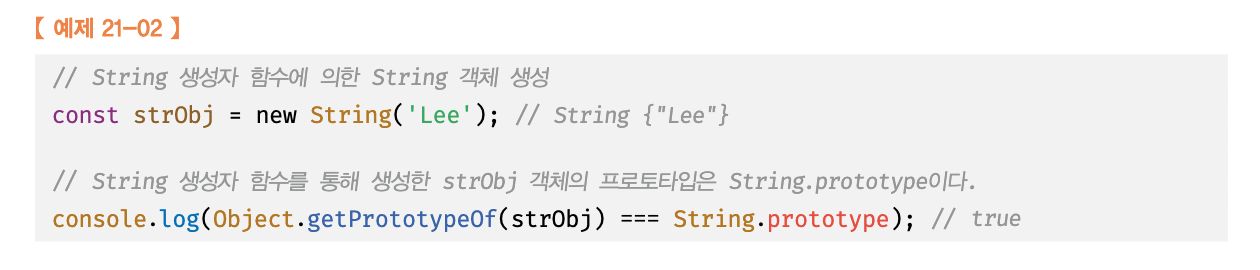 【 예제 21-02 】
// String 생성자 함수에 의한 String 객체 생성
const strObj = new String('Lee'); // String {"Lee"}
// String 생성자 함수를 통해 생성한 strObj 객체의 프로토타입은 String.prototype이다.
console.log(Object.getPrototypeOf(strObj) === String.prototype); // true